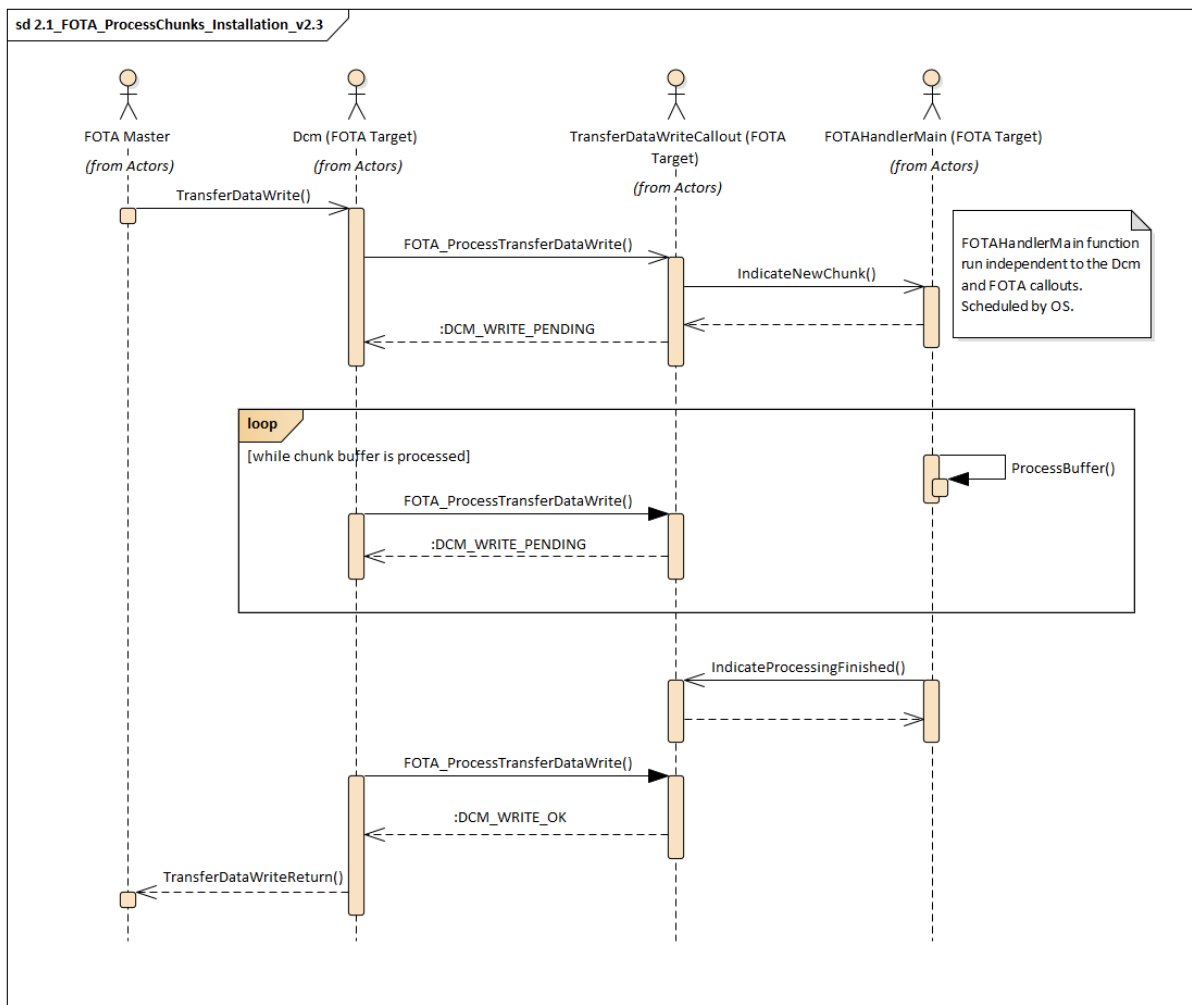 sd 2.1_FOTA_ProcessChunks_Installation_v2.3
FOTA Master
(from Actors)
Dcm (FOTA Target)
(from Actors)
TransferDataWriteCallout (FOTA
Target)
(from Actors)
FOTAHandlerMain (FOTA Target)
(from Actors)
TransferDataWrite()
FOTA_ProcessTransferDataWrite()
IndicateNewChunk()
:DCM_WRITE_PENDING
FOTAHandlerMain function
run independent to the Dcm
and FOTA callouts.
Scheduled by OS.
loop
[while chunk buffer is processed]
ProcessBuffer()
FOTA_ProcessTransferDataWrite()
:DCM_WRITE_PENDING
IndicateProcessingFinished()
FOTA_ProcessTransferDataWrite()
:DCM_WRITE_OK
TransferDataWriteReturn()